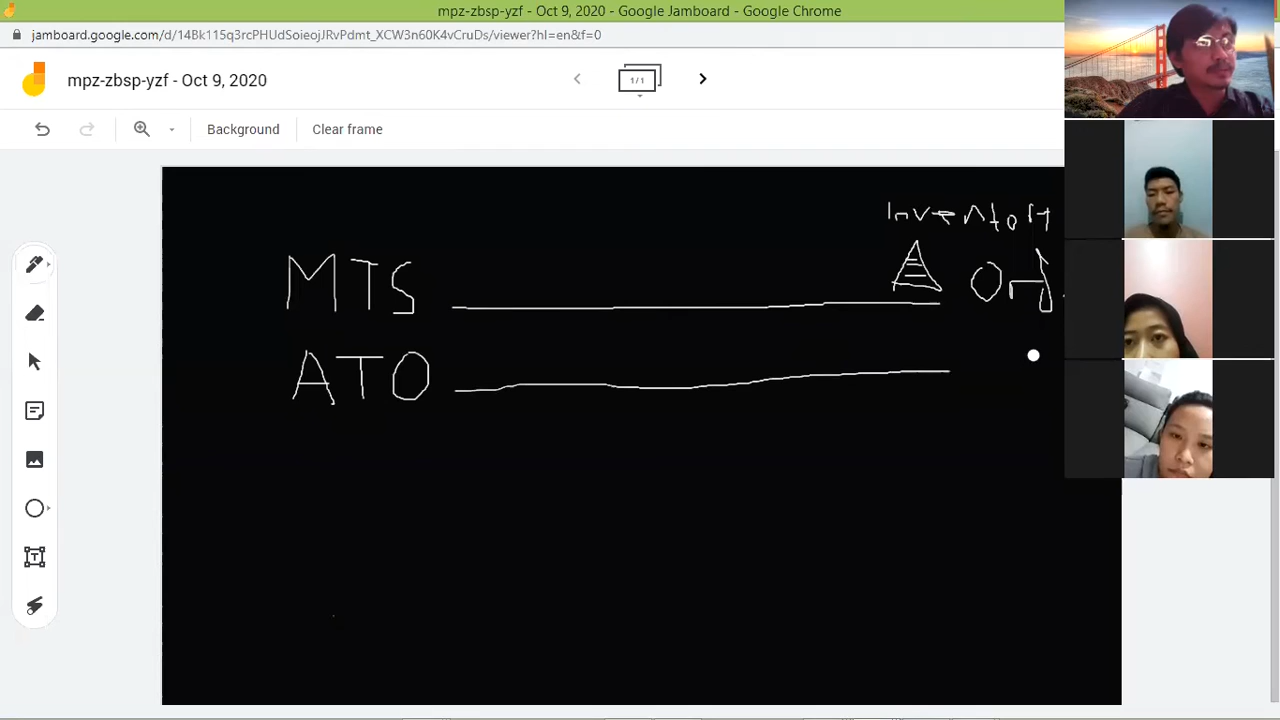 mpz-zbsp-yzf - Oct 9, 2020 - Google Jamboard - Google Chrome
jamboard.google.com/d/14Bk115q3rcPHUdSoieojJRvPdmt_XCW3n60K4vCruDs/viewer?hl=en&f=0
mpz-zbsp-yzf - Oct 9, 2020
1/1
Background
Clear frame
Inventory
MTS
ATO